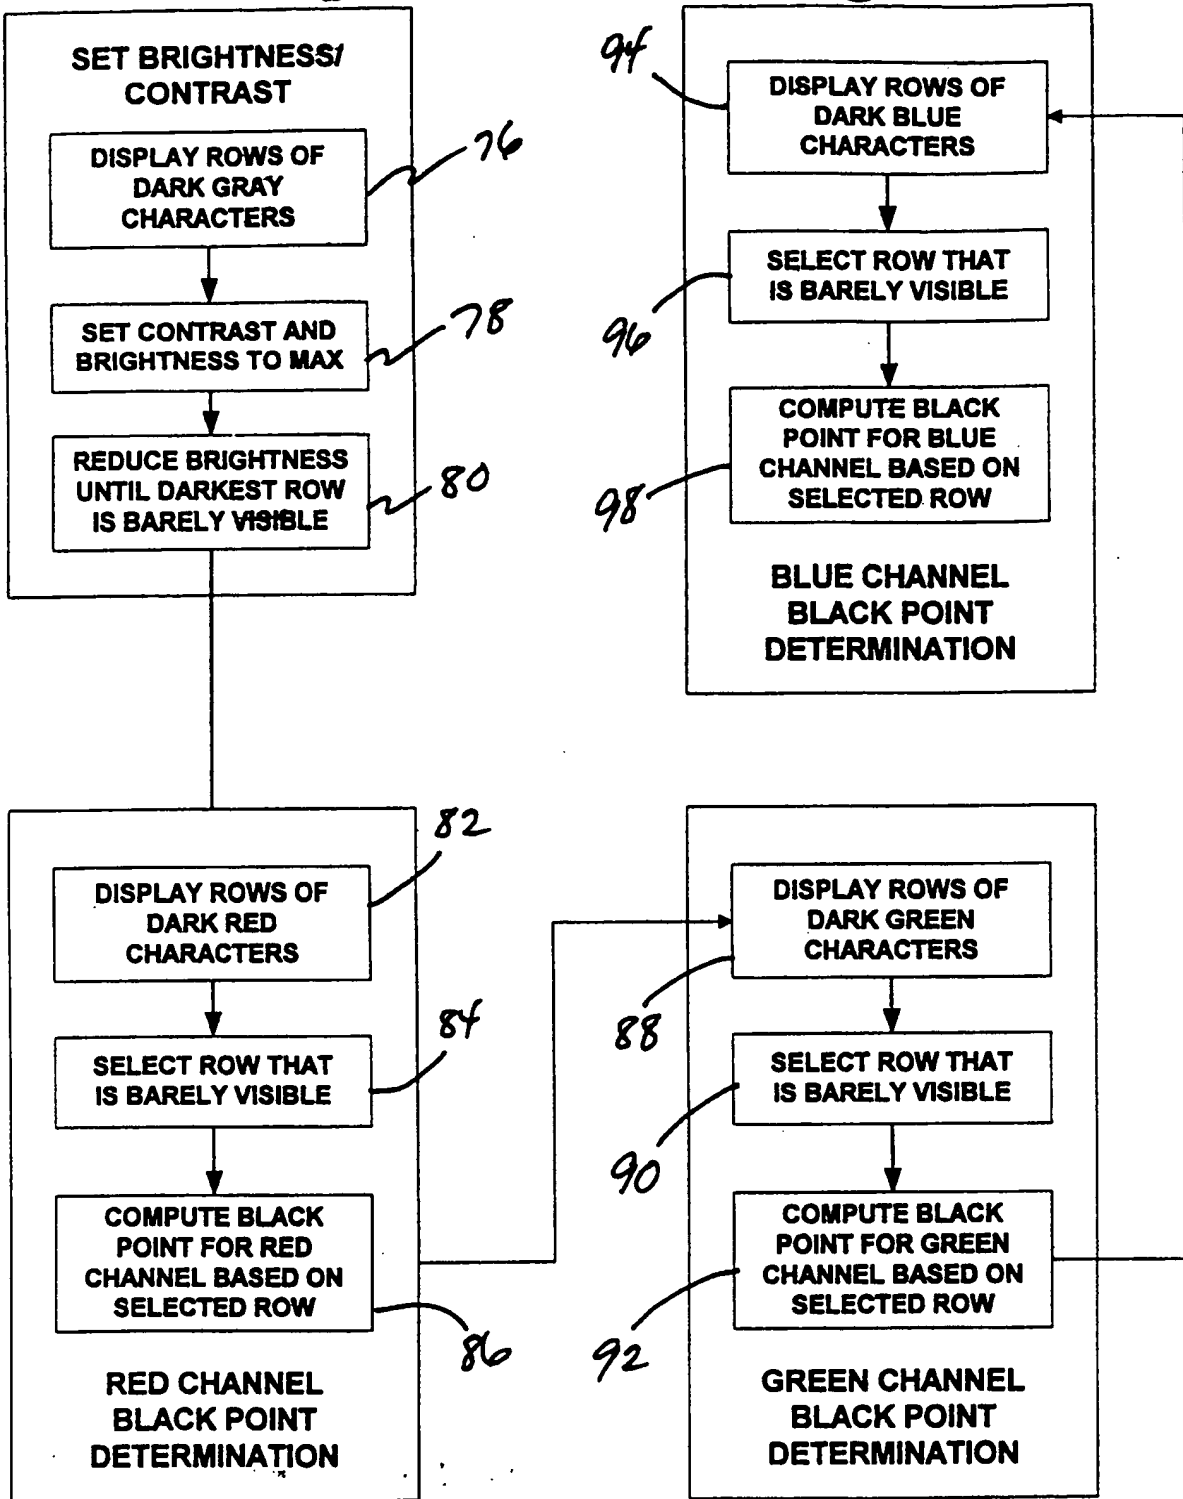 SET BRIGHTNESS/
CONTRAST
DISPLAY ROWS OF
DARK GRAY
CHARACTERS
76
SET CONTRAST AND
BRIGHTNESS TO MAX
78
REDUCE BRIGHTNESS
UNTIL DARKEST ROW
IS BARELY VISIBLE
80
82
DISPLAY ROWS OF
DARK RED
CHARACTERS
84
SELECT ROW THAT
IS BARELY VISIBLE
COMPUTE BLACK
POINT FOR RED
CHANNEL BASED ON
SELECTED ROW
86
RED CHANNEL
BLACK POINT
DETERMINATION
DISPLAY ROWS OF
DARK GREEN
CHARACTERS
88
SELECT ROW THAT
IS BARELY VISIBLE
90
COMPUTE BLACK
POINT FOR GREEN
CHANNEL BASED ON
SELECTED ROW
92
GREEN CHANNEL
BLACK POINT
DETERMINATION
94
DISPLAY ROWS OF
DARK BLUE
CHARACTERS
SELECT ROW THAT
IS BARELY VISIBLE
96
COMPUTE BLACK
POINT FOR BLUE
CHANNEL BASED ON
SELECTED ROW
98
BLUE CHANNEL
BLACK POINT
DETERMINATION